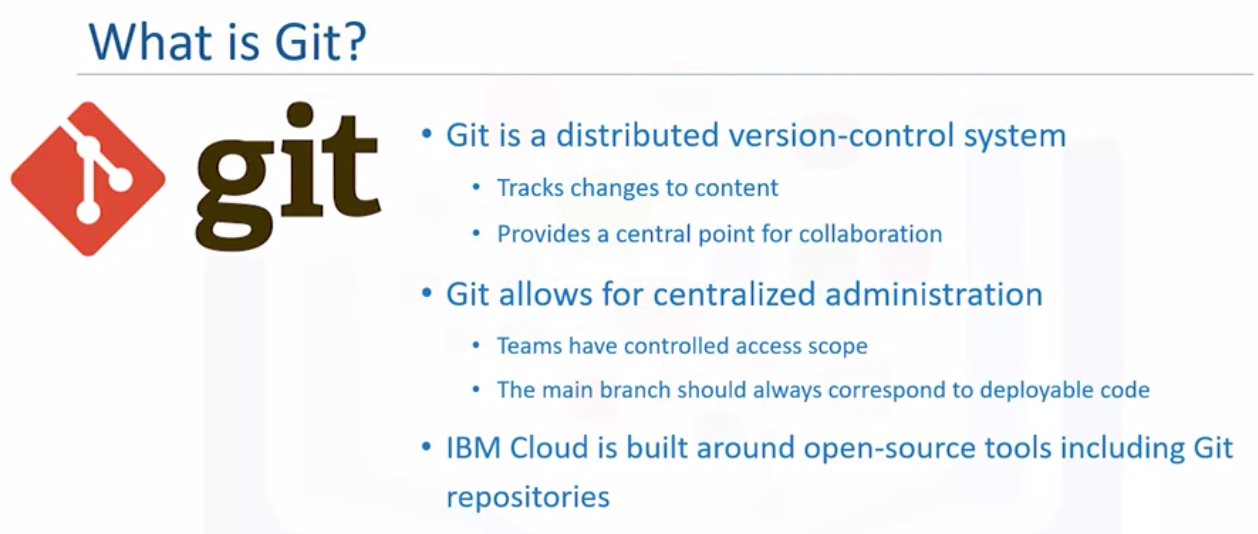 What is Git?
git
• Git is a distributed version-control system
• Tracks changes to content
• Provides a central point for collaboration
• Git allows for centralized administration
• Teams have controlled access scope
• The main branch should always correspond to deployable code
• IBM Cloud is built around open-source tools including Git
repositories